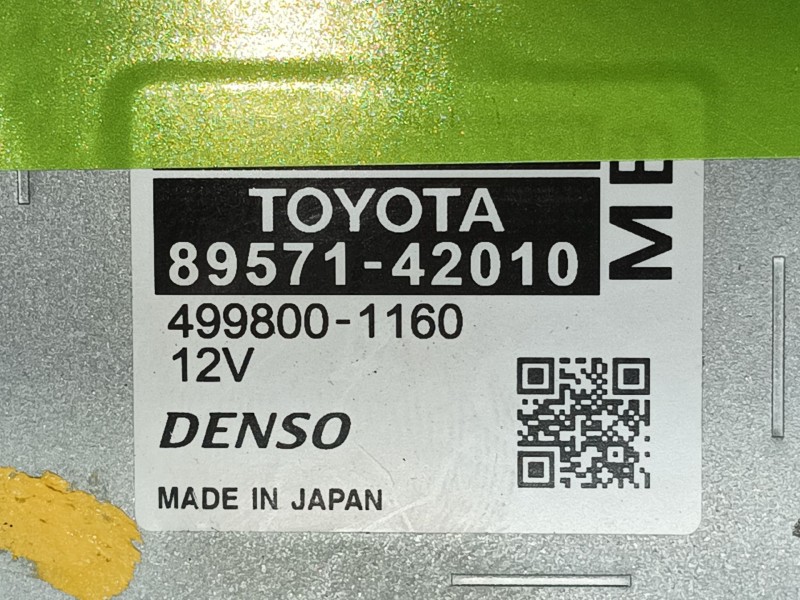 TOYOTA
89571-42010
499800-1160
12V
DENSO
MADE IN JAPAN